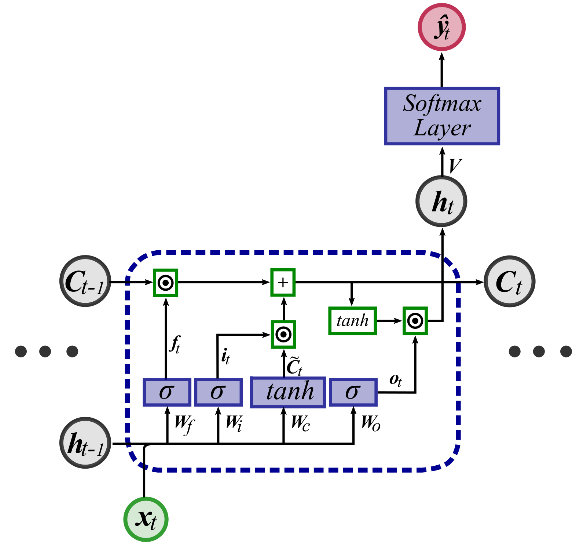 ŷt
Softmax
Layer
V
ht
Ct-1
+
Ct
tanh
ft
it
C̃t
ot
σ
σ
tanh
σ
Wf
Wi
Wc
Wo
ht-1
xt